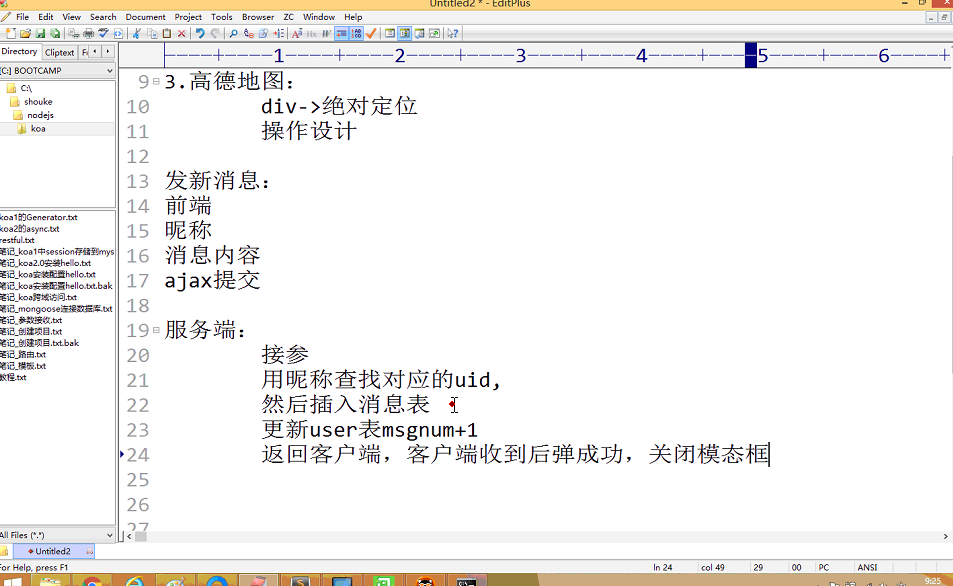 Untitled2 * - EditPlus
File Edit View Search Document Project Tools Browser ZC Window Help
Directory Cliptext
[C:] BOOTCAMP
C:\
shouke
nodejs
koa
koa1的Generator.txt
koa2的async.txt
restful.txt
笔记_koa1中session存储到mys
笔记_koa2.0安装hello.txt
笔记_koa安装配置hello.txt
笔记_koa安装配置hello.txt.bak
笔记_koa跨域访问.txt
笔记_mongoose连接数据库.txt
笔记_参数接收.txt
笔记_创建项目.txt
笔记_创建项目.txt.bak
笔记_路由.txt
笔记_模板.txt
教程.txt
All Files (*.*)
1 2 3 4 5 6
9 3.高德地图：
10 div->绝对定位
11 操作设计
12
13 发新消息：
14 前端
15 昵称
16 消息内容
17 ajax提交
18
19 服务端：
20 接参
21 用昵称查找对应的uid,
22 然后插入消息表
23 更新user表msgnum+1
24 返回客户端，客户端收到后弹成功，关闭模态框
25
26
27
Untitled2
For Help, press F1
ln 24 col 49 29 00 PC ANSI
9:25